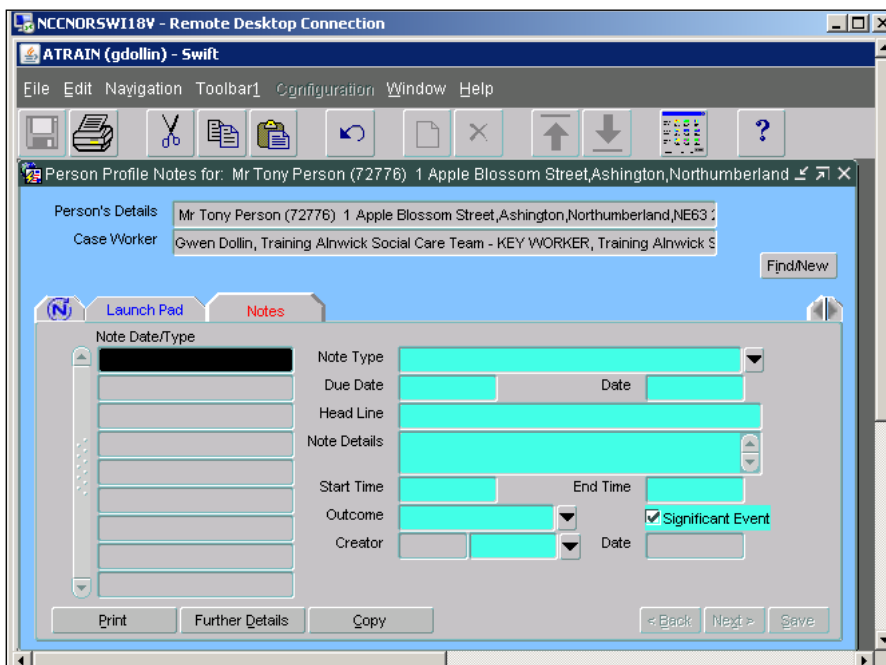 NCCNORSWI18V - Remote Desktop Connection
ATRAIN (gdollin) - Swift
File Edit Navigation Toolbar1 Configuration Window Help
?
Person Profile Notes for: Mr Tony Person (72776) 1 Apple Blossom Street,Ashington,Northumberland
Person's Details Mr Tony Person (72776) 1 Apple Blossom Street,Ashington,Northumberland,NE63
Case Worker Gwen Dollin, Training Alnwick Social Care Team - KEY WORKER, Training Alnwick S
Find/New
N Launch Pad Notes
Note Date/Type
Note Type
Due Date Date
Head Line
Note Details
Start Time End Time
Outcome Significant Event
Creator Date
Print Further Details Copy < Back Next > Save